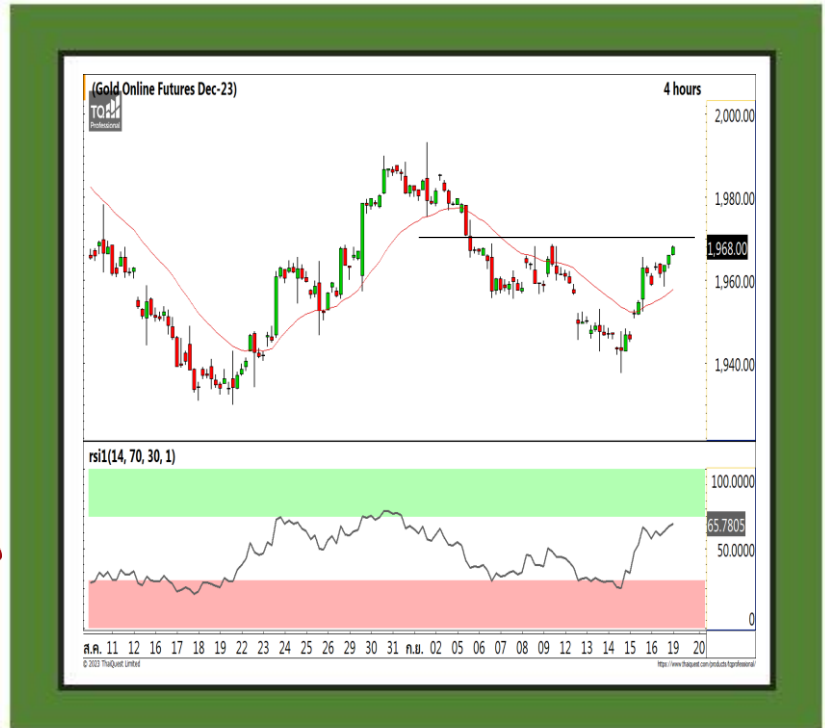 (Gold Online Futures Dec-23)
4 hours
TQ
Professional
2,000.00
1,980.00
1,968.00
1,960.00
1,940.00
rsi1(14, 70, 30, 1)
100.0000
65.7805
50.0000
0
ส.ค. 11 12 16 17 18 19 22 23 24 25 26 29 30 31 ก.ย. 02 05 06 07 08 09 12 13 14 15 16 19 20
© 2023 ThaiQuest Limited
https://www.thaiquest.com/products/tqprofessional/